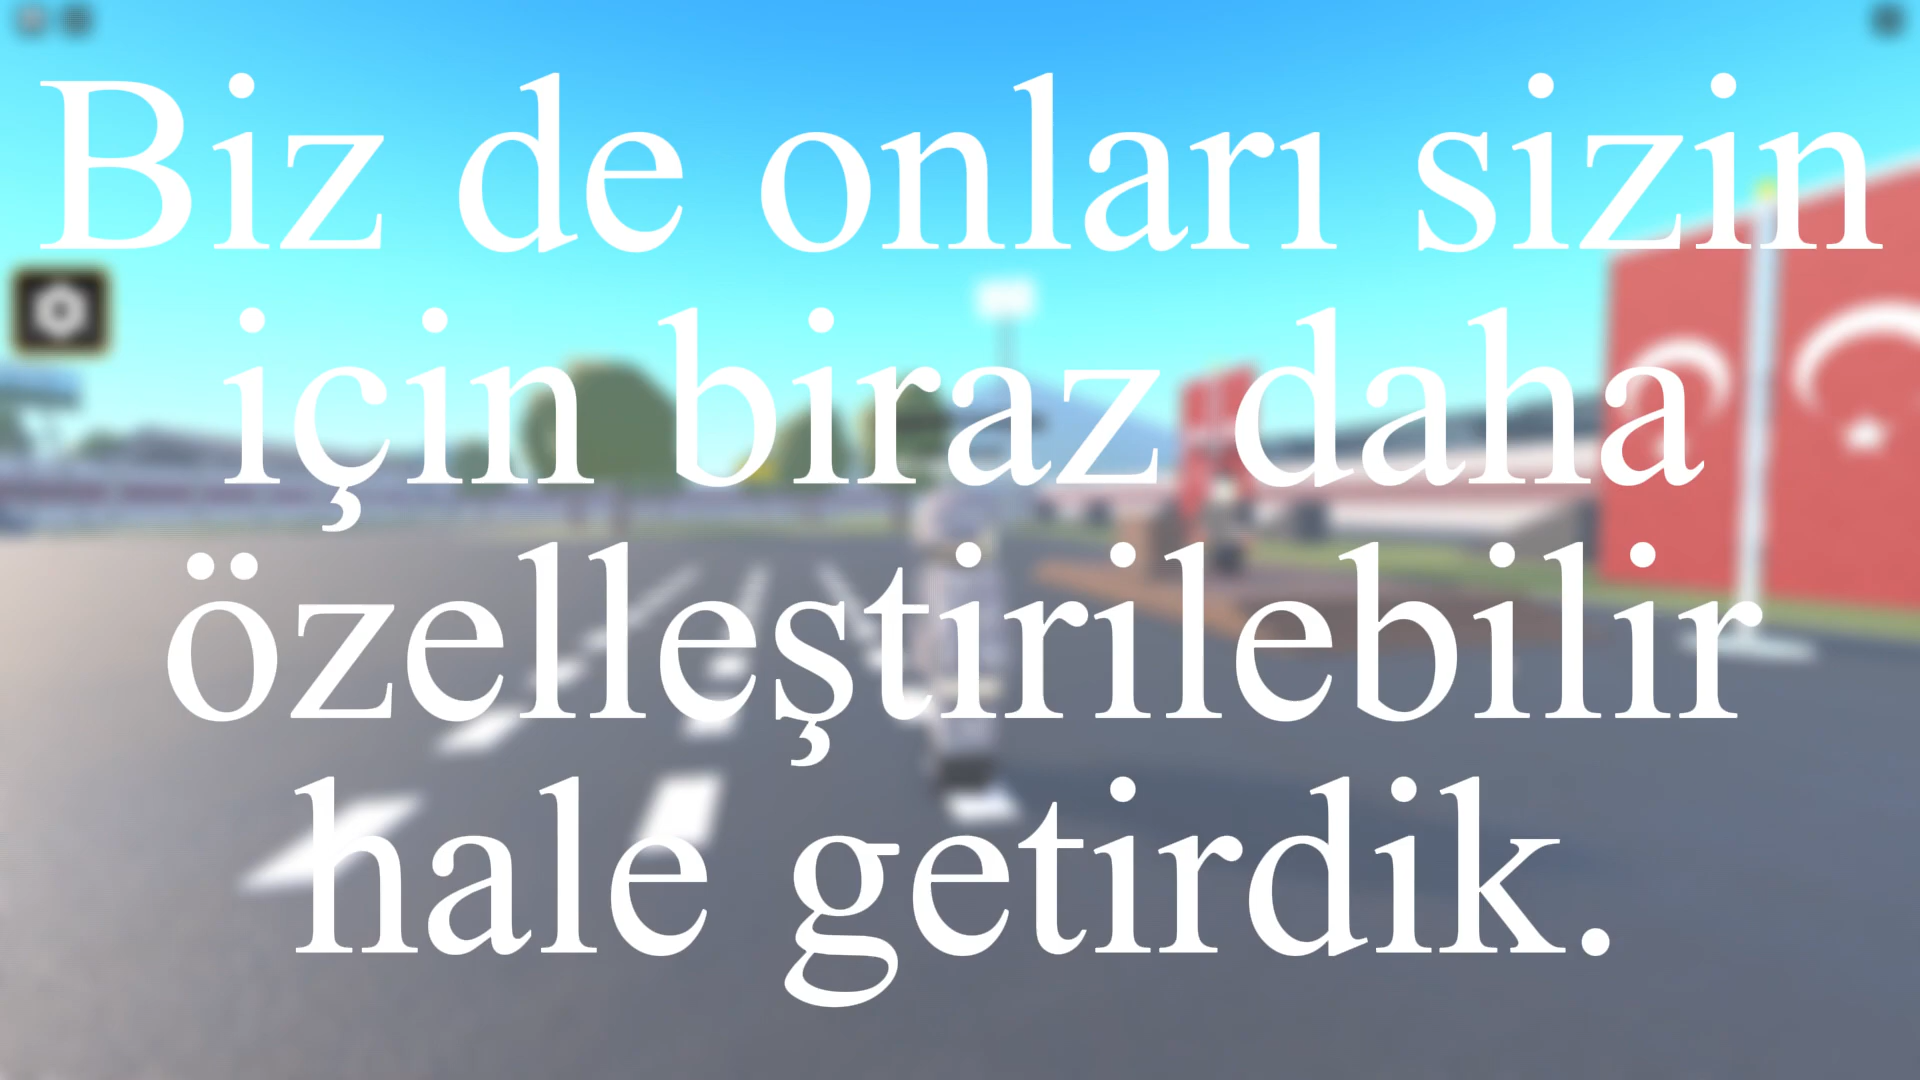 Biz de onları sizin
için biraz daha
özelleştirilebilir
hale getirdik.